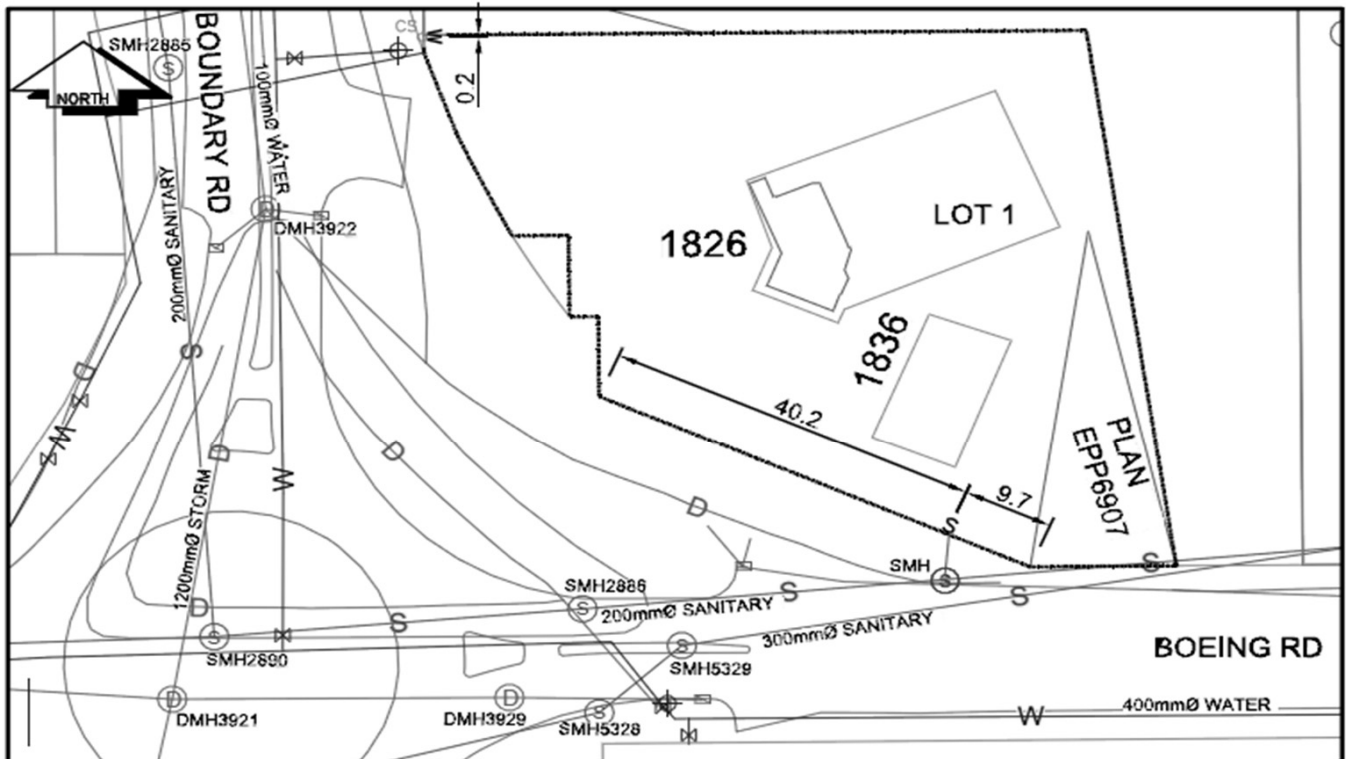 CS
SMH2885
NORTH
BOUNDARY RD
100mmØ WATER
0.2
200mmØ SANITARY
DMH3922
S
LOT 1
1826
1836
S
D
W
D
D
W
1200mmØ STORM
40.2
9.7
PLAN
EPP6907
D
S
SMH
S
S
S
S
SMH2886
200mmØ SANITARY
300mmØ SANITARY
D
S
S
S
SMH2890
SMH5329
S
BOEING RD
D
DMH3921
D
DMH3929
S
SMH5328
W
400mmØ WATER